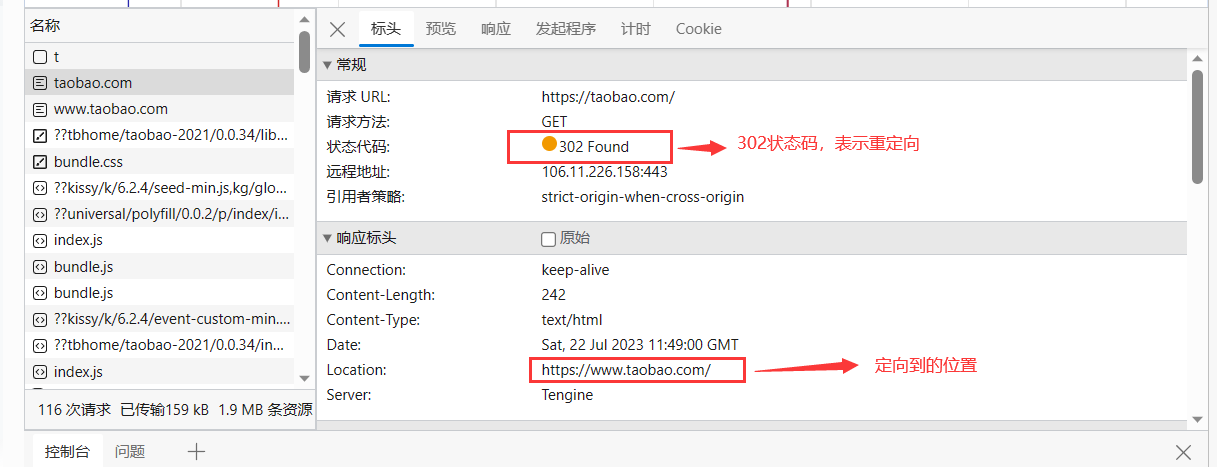 名称
t
taobao.com
www.taobao.com
??tbhome/taobao-2021/0.0.34/lib...
bundle.css
??kissy/k/6.2.4/seed-min.js,kg/glo...
??universal/polyfill/0.0.2/p/index/i...
index.js
bundle.js
bundle.js
??kissy/k/6.2.4/event-custom-min....
??tbhome/taobao-2021/0.0.34/in...
index.js
116 次请求 已传输159 kB 1.9 MB 条资源
标头 预览 响应 发起程序 计时 Cookie
常规
请求 URL: https://taobao.com/
请求方法: GET
状态代码: 302 Found 302状态码，表示重定向
远程地址: 106.11.226.158:443
引用者策略: strict-origin-when-cross-origin
响应标头 原始
Connection: keep-alive
Content-Length: 242
Content-Type: text/html
Date: Sat, 22 Jul 2023 11:49:00 GMT
Location: https://www.taobao.com/ 定向到的位置
Server: Tengine
控制台 问题